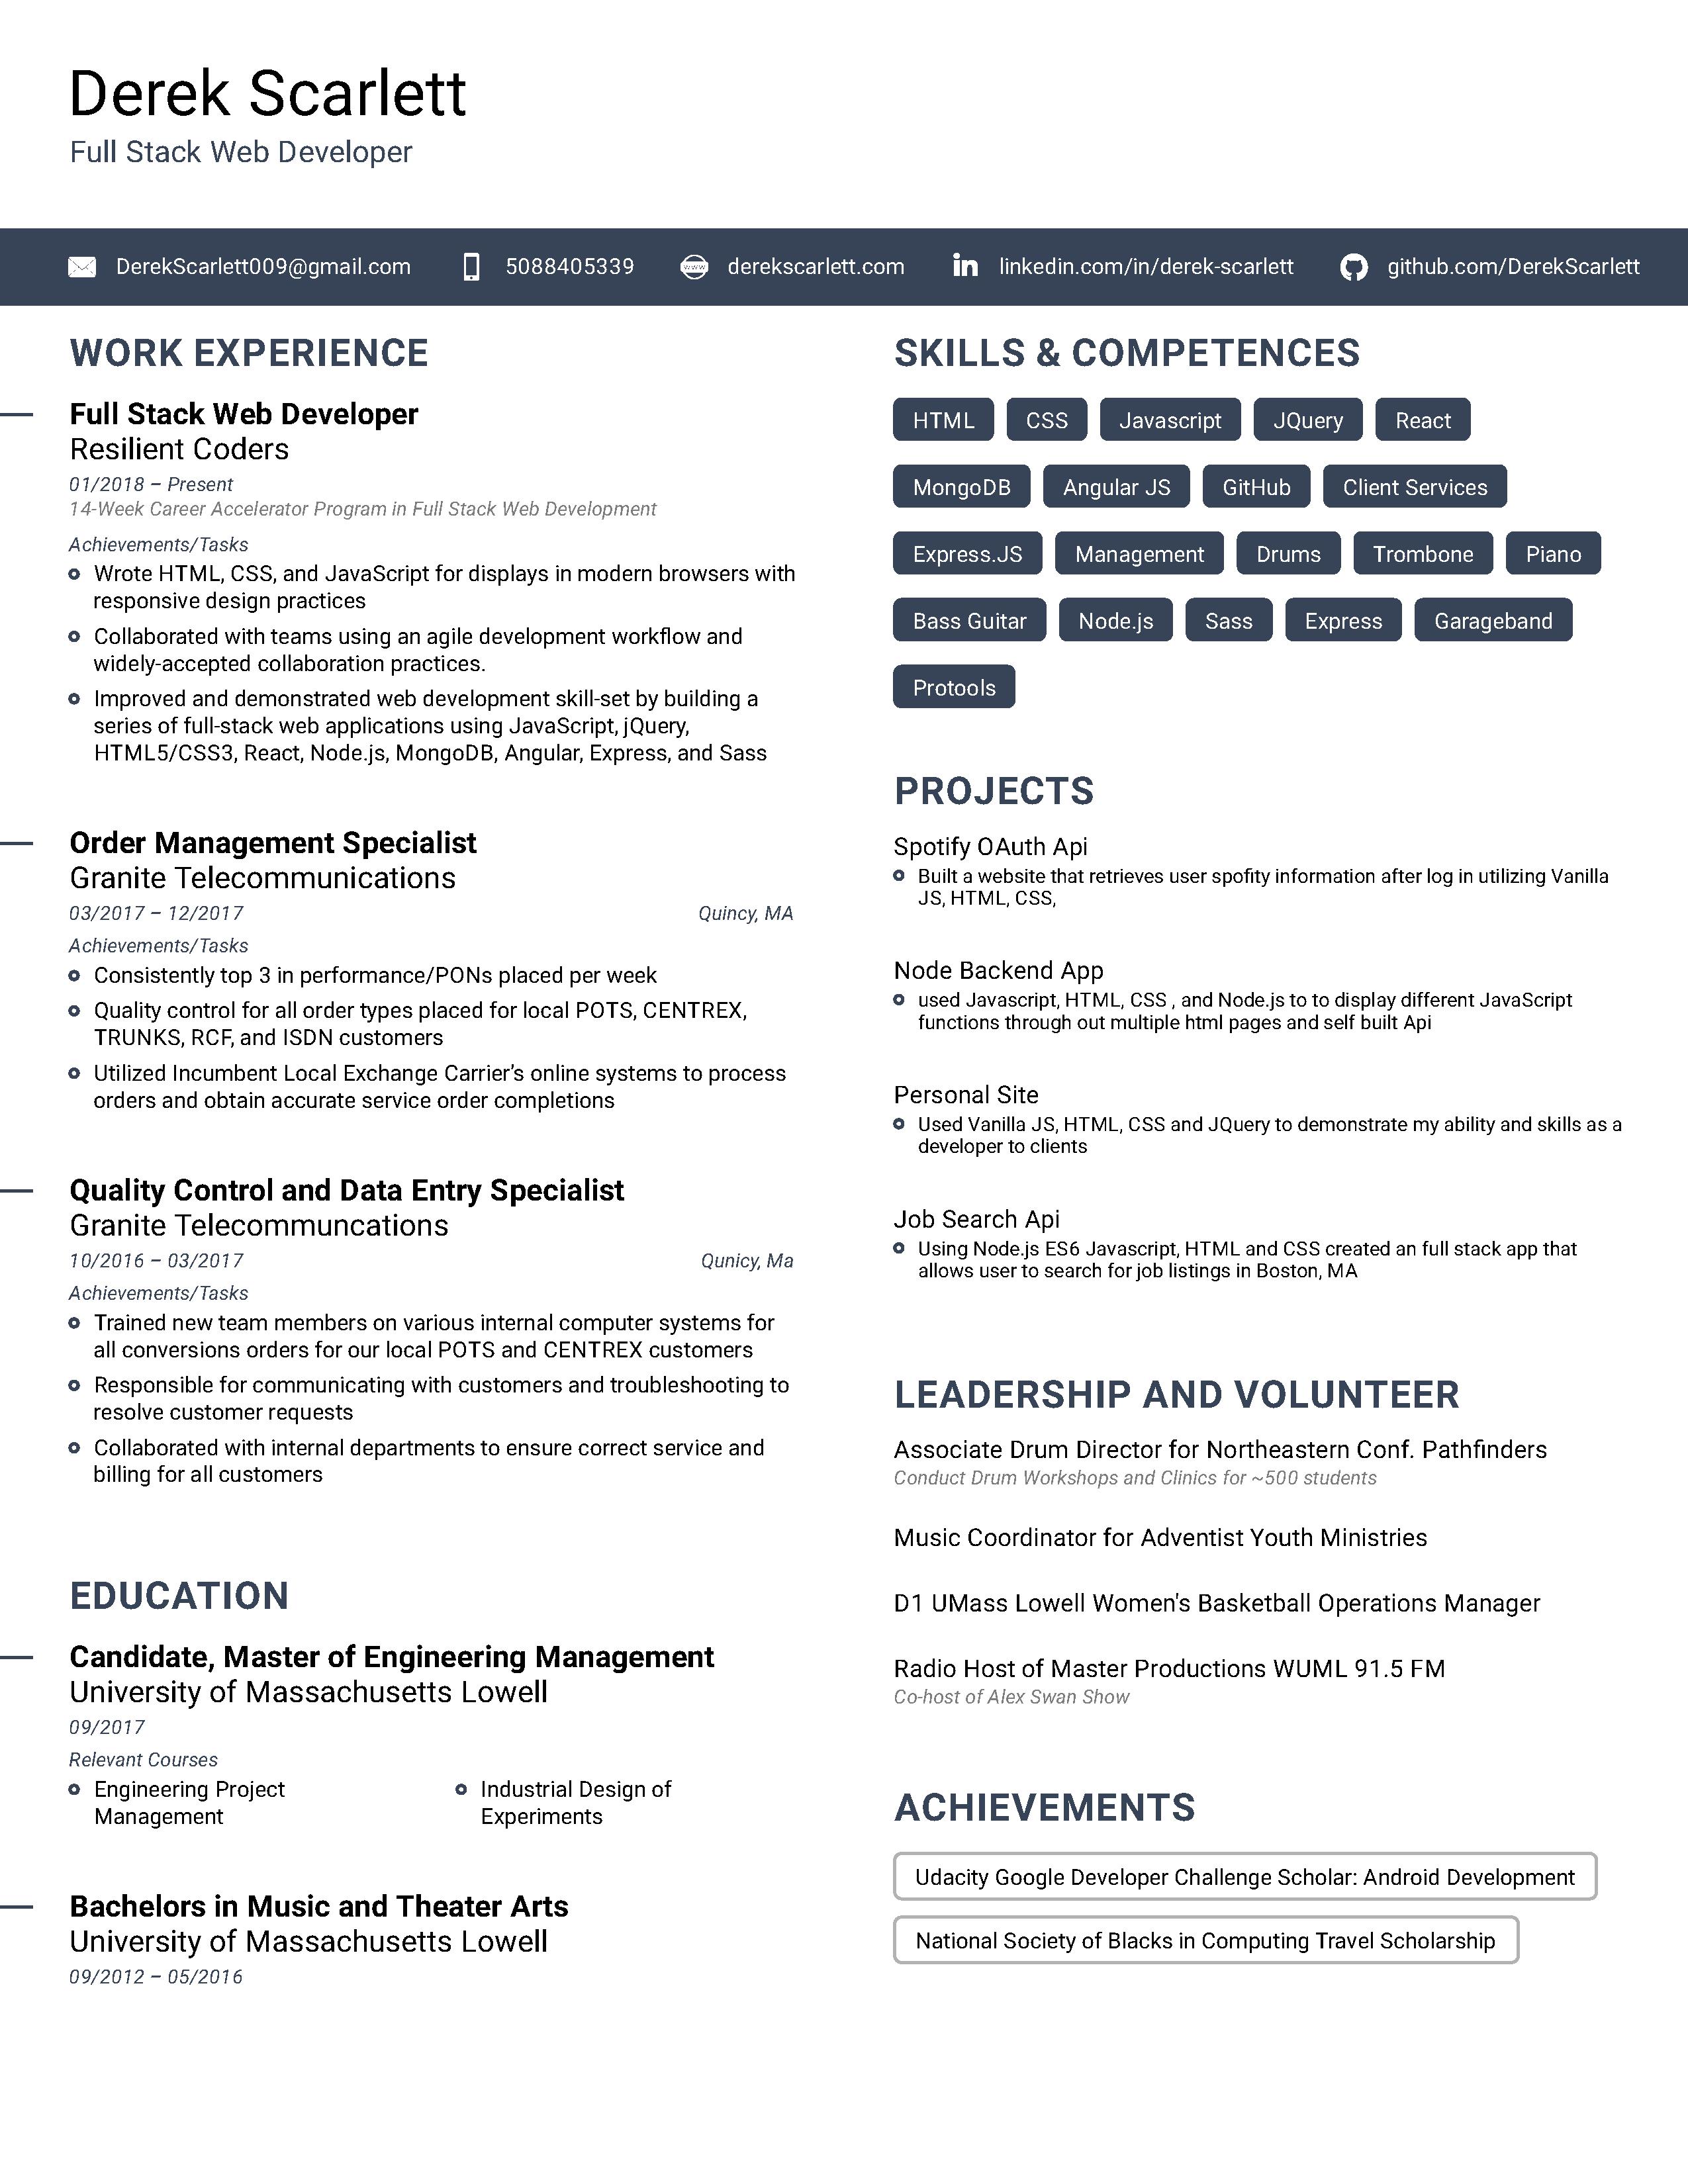 Derek Scarlett
Full Stack Web Developer
DerekScarlett009@gmail.com
5088405339
derekscarlett.com
linkedin.com/in/derek-scarlett
github.com/DerekScarlett
WORK EXPERIENCE
Full Stack Web Developer
Resilient Coders
01/2018 – Present
14-Week Career Accelerator Program in Full Stack Web Development
Achievements/Tasks
Wrote HTML, CSS, and JavaScript for displays in modern browsers with
responsive design practices
Collaborated with teams using an agile development workflow and
widely-accepted collaboration practices.
Improved and demonstrated web development skill-set by building a
series of full-stack web applications using JavaScript, jQuery,
HTML5/CSS3, React, Node.js, MongoDB, Angular, Express, and Sass
Order Management Specialist
Granite Telecommunications
03/2017 – 12/2017 Quincy, MA
Achievements/Tasks
Consistently top 3 in performance/PONs placed per week
Quality control for all order types placed for local POTS, CENTREX,
TRUNKS, RCF, and ISDN customers
Utilized Incumbent Local Exchange Carrier’s online systems to process
orders and obtain accurate service order completions
Quality Control and Data Entry Specialist
Granite Telecommuncations
10/2016 – 03/2017 Qunicy, Ma
Achievements/Tasks
Trained new team members on various internal computer systems for
all conversions orders for our local POTS and CENTREX customers
Responsible for communicating with customers and troubleshooting to
resolve customer requests
Collaborated with internal departments to ensure correct service and
billing for all customers
EDUCATION
Candidate, Master of Engineering Management
University of Massachusetts Lowell
09/2017
Relevant Courses
Engineering Project
Management
Industrial Design of
Experiments
Bachelors in Music and Theater Arts
University of Massachusetts Lowell
09/2012 – 05/2016
SKILLS & COMPETENCES
HTML CSS Javascript JQuery React
MongoDB Angular JS GitHub Client Services
Express.JS Management Drums Trombone Piano
Bass Guitar Node.js Sass Express Garageband
Protools
PROJECTS
Spotify OAuth Api
Built a website that retrieves user spofity information after log in utilizing Vanilla
JS, HTML, CSS,
Node Backend App
used Javascript, HTML, CSS , and Node.js to to display different JavaScript
functions through out multiple html pages and self built Api
Personal Site
Used Vanilla JS, HTML, CSS and JQuery to demonstrate my ability and skills as a
developer to clients
Job Search Api
Using Node.js ES6 Javascript, HTML and CSS created an full stack app that
allows user to search for job listings in Boston, MA
LEADERSHIP AND VOLUNTEER
Associate Drum Director for Northeastern Conf. Pathfinders
Conduct Drum Workshops and Clinics for ~500 students
Music Coordinator for Adventist Youth Ministries
D1 UMass Lowell Women's Basketball Operations Manager
Radio Host of Master Productions WUML 91.5 FM
Co-host of Alex Swan Show
ACHIEVEMENTS
Udacity Google Developer Challenge Scholar: Android Development
National Society of Blacks in Computing Travel Scholarship